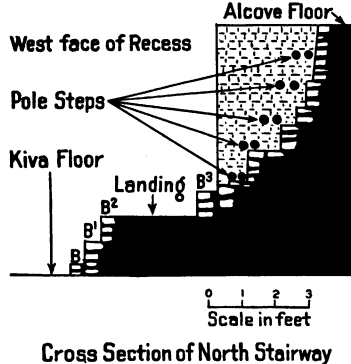 Alcove Floor
West face of Recess
Pole Steps
Kiva Floor
Landing
B³
B²
B¹
B
0 1 2 3
Scale in feet
Cross Section of North Stairway